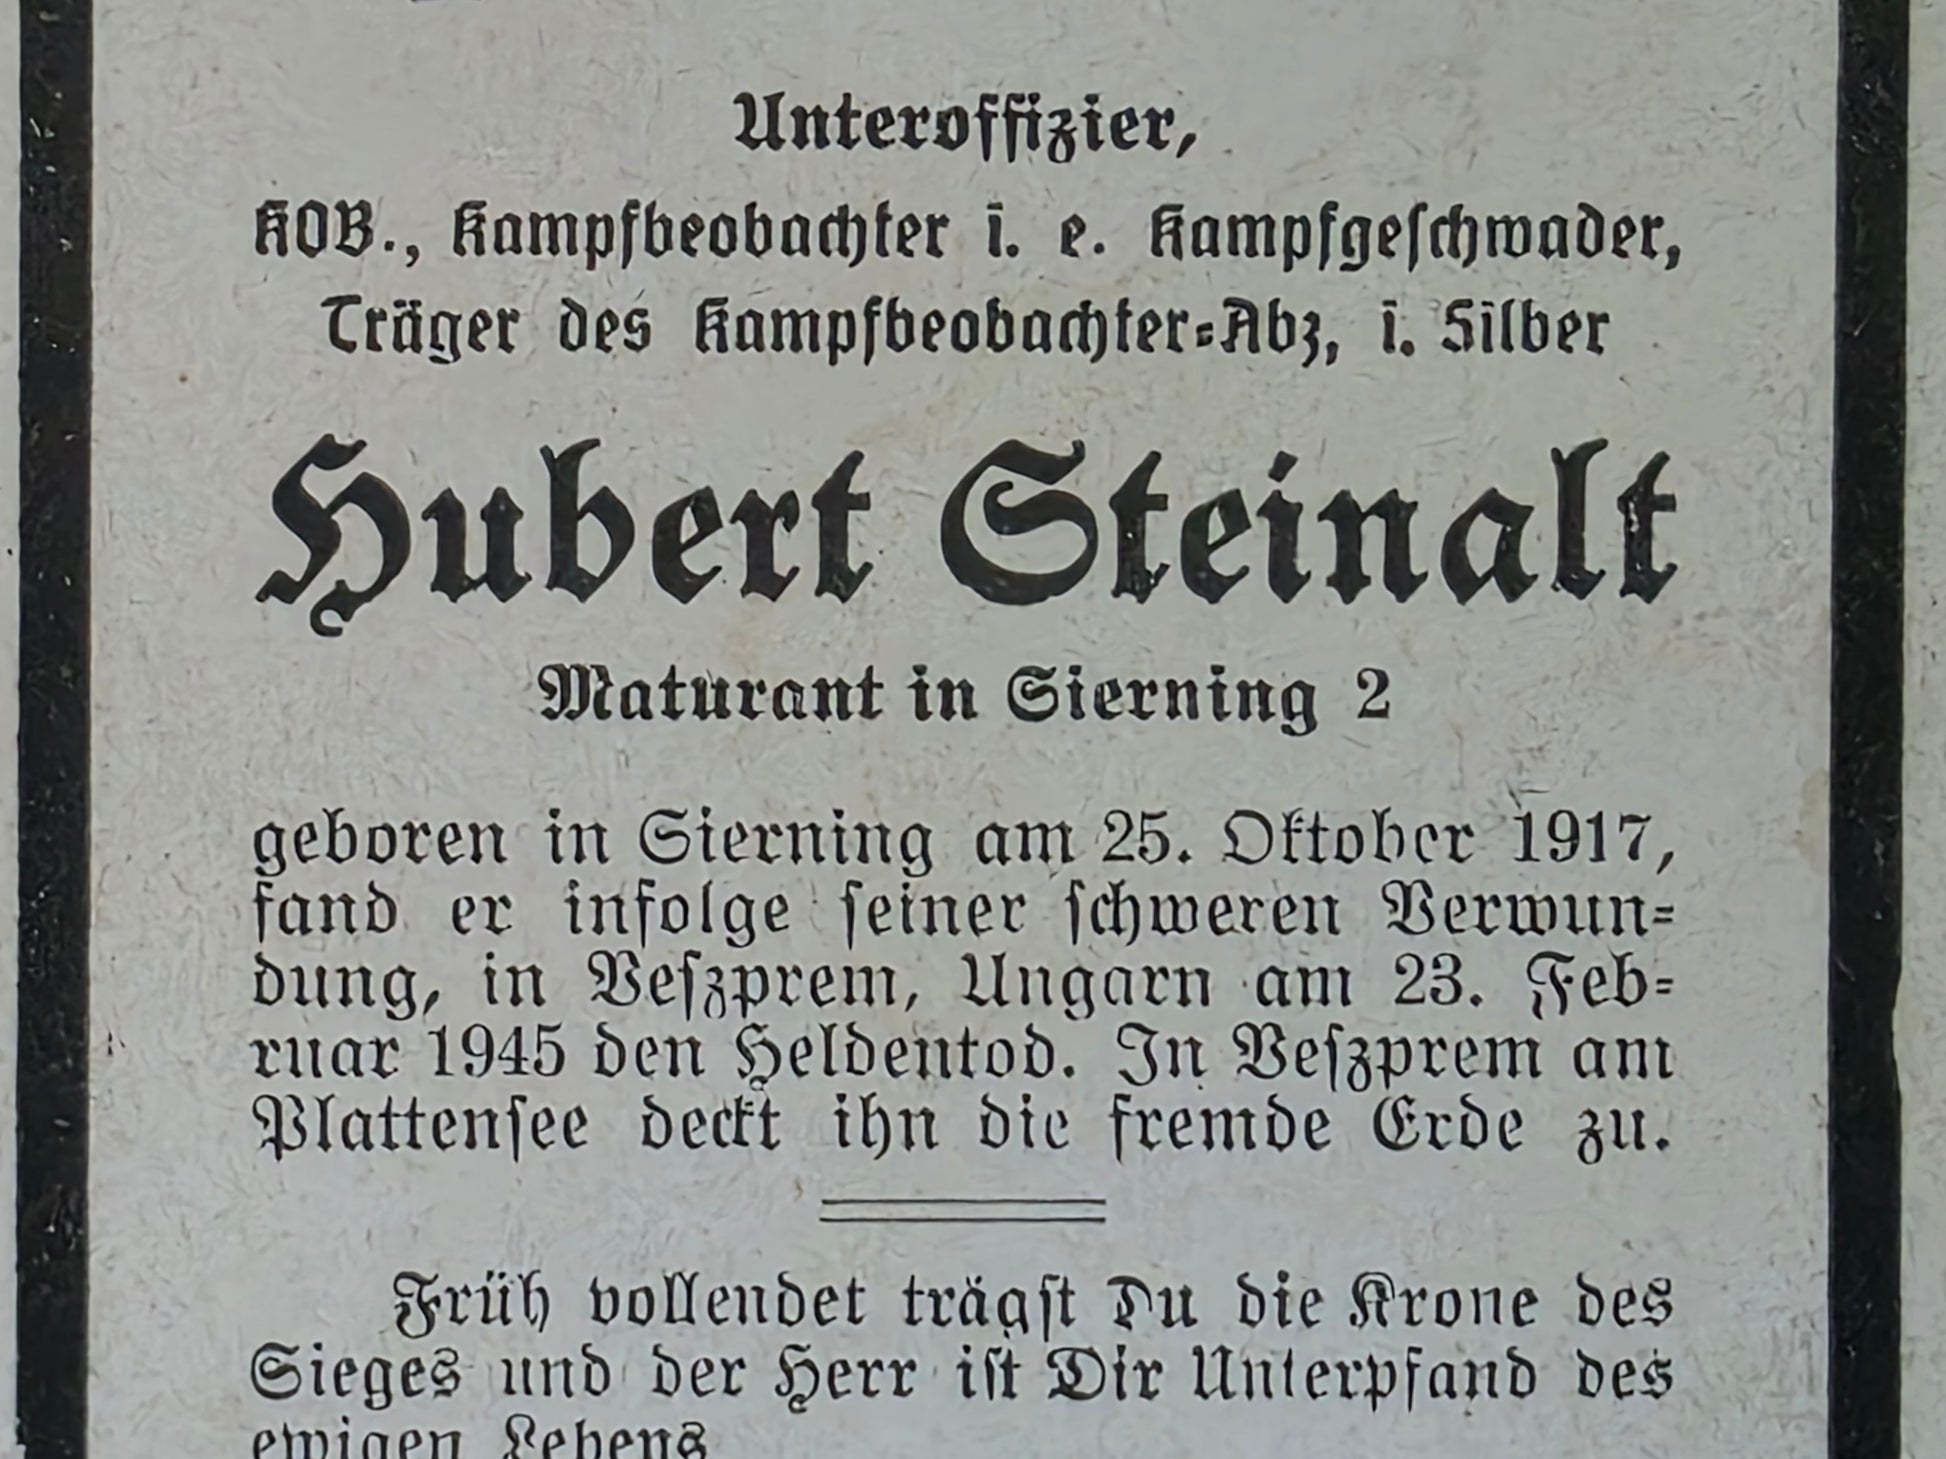 Unteroffizier,
KOB., Kampfbeobachter i. e. Kampfgeschwader,
Träger des Kampfbeobachter-Abz, i. Silber
Hubert Steinalt
Maturant in Sierning 2
geboren in Sierning am 25. Oktober 1917,
fand er infolge seiner schweren Verwun-
dung, in Veszprem, Ungarn am 23. Feb-
ruar 1945 den Heldentod. In Veszprem am
Plattensee deckt ihn die fremde Erde zu.
Früh vollendet trägst Du die Krone des
Sieges und der Herr ist Dir Unterpfand des
ewigen Lebens